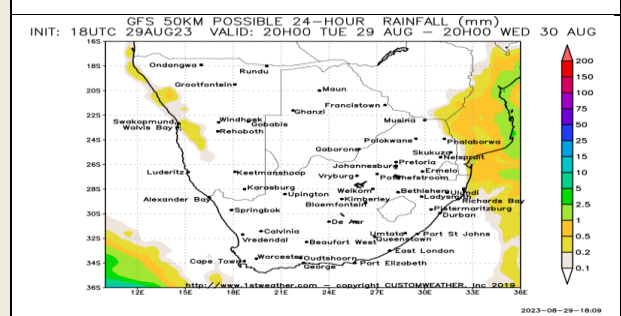 GFS 50KM POSSIBLE 24-HOUR RAINFALL (mm)
INIT: 18UTC 29AUG23 VALID: 20H00 TUE 29 AUG – 20H00 WED 30 AUG
16S
Ondangwa
Rundu
200
18S
150
Grootfontein
20S
Maun
100
Francistown
75
22S
Ghanzi
50
Swakopmund
Windhoek
Gobabis
Musina
Walvis Bay
Rehoboth
25
24S
Polokwane
Phalaborwa
15
Gaborone
Skukuza
Nelspruit
Pretoria
10
26S
Johannesburg
Luderitz
Keetmanshoop
Vryburg
Ermelo
5
Karasburg
Welkom
Bethlehem
Ulundi
2.5
28S
Upington
Kimberley
Ladysmith
Alexander Bay
Bloemfontein
Richards Bay
1
30S
Springbok
Pietermaritzburg
Durban
De Aar
0.5
32S
Calvinia
Umtata
Port St Johns
Vredendal
Beaufort West
Queenstown
0.2
East London
34S
Cape Town
Worcester
Oudtshoorn
0.1
George
Port Elizabeth
36S
http://www.1stweather.com – copyright CUSTOMWEATHER, Inc 2019
12E 15E 18E 21E 24E 27E 30E 33E 36E
2023-08-29-18:09